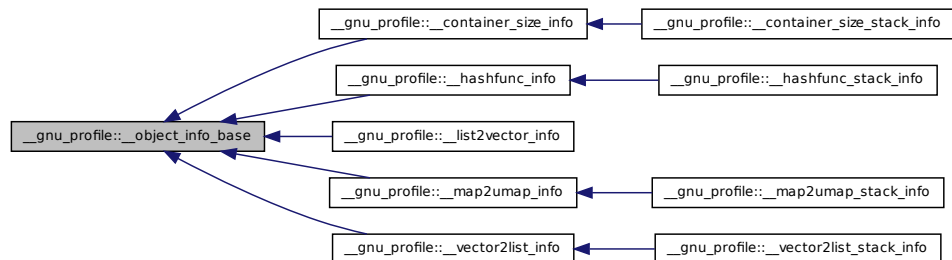 __gnu_profile::__container_size_info
__gnu_profile::__container_size_stack_info
__gnu_profile::__hashfunc_info
__gnu_profile::__hashfunc_stack_info
__gnu_profile::__object_info_base
__gnu_profile::__list2vector_info
__gnu_profile::__map2umap_info
__gnu_profile::__map2umap_stack_info
__gnu_profile::__vector2list_info
__gnu_profile::__vector2list_stack_info